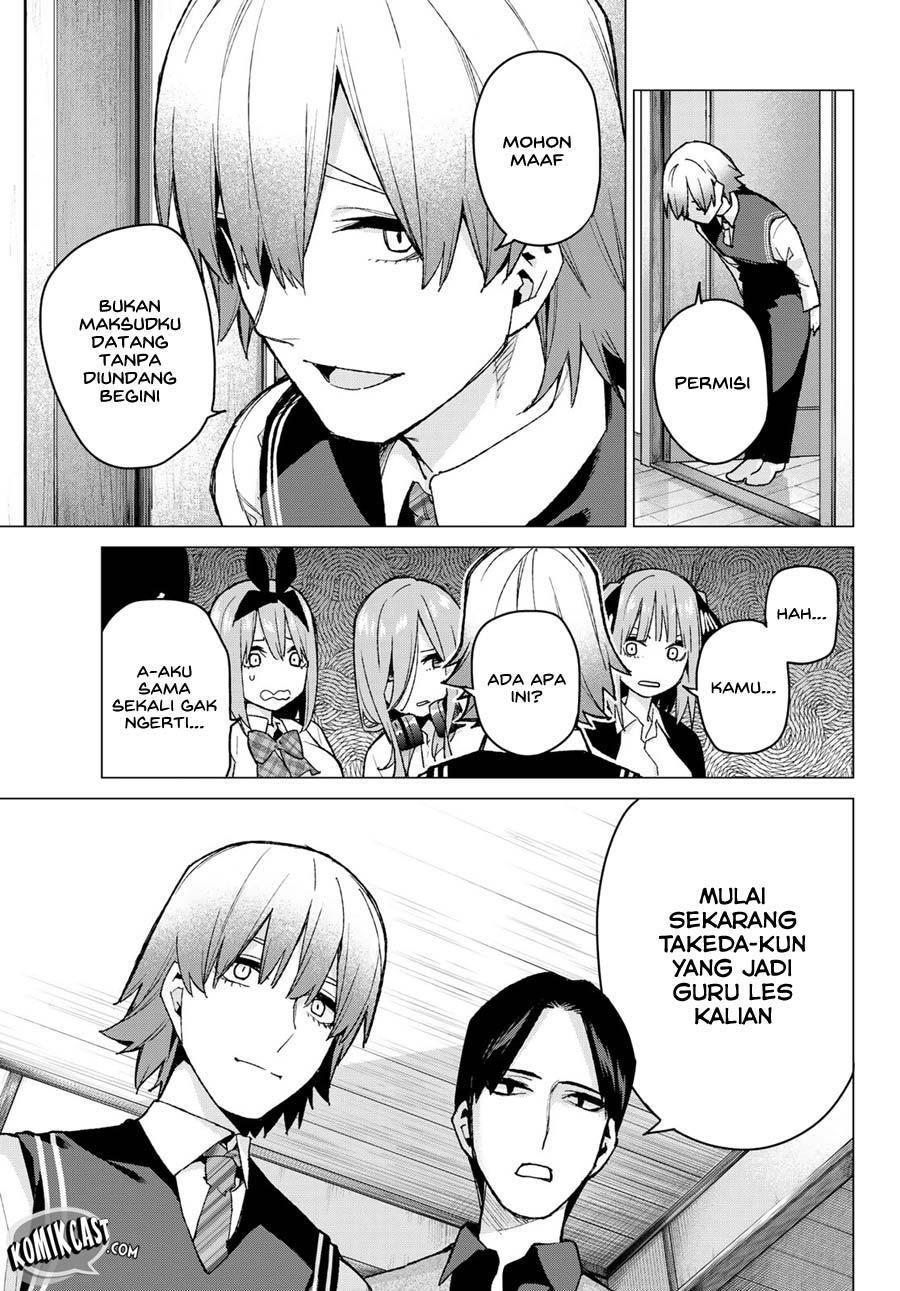 PERMISI
MOHON
MAAF
BUKAN
MAKSUDKU
DATANG
TANPA
DIUNDANG
BEGINI
HAH...
KAMU...
ADA APA
INI?
A-AKU
SAMA
SEKALI GAK
NGERTI...
MULAI
SEKARANG
TAKEDA-KUN
YANG JADI
GURU LES
KALIAN
KOMIKCAST
.COM